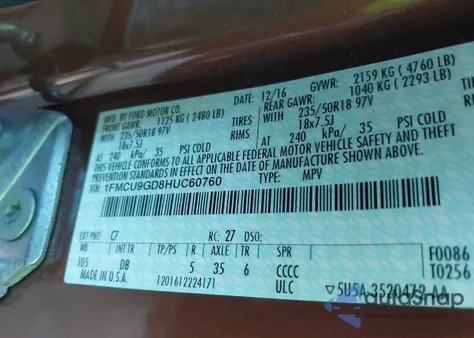 MFD. BY FORD MOTOR CO.
DATE: 12/16 GVWR: 2159 KG ( 4760 LB)
FRONT GAWR: 1125 KG ( 2480 LB) REAR GAWR: 1040 KG ( 2293 LB)
235/50R18 97V TIRES 235/50R18 97V
18x7.5J RIMS 18x7.5J
AT 240 kPa/ 35 PSI COLD AT 240 kPa/ 35 PSI COLD
THIS VEHICLE CONFORMS TO ALL APPLICABLE FEDERAL MOTOR VEHICLE SAFETY AND THEFT
PREVENTION STANDARDS IN EFFECT ON THE DATE OF MANUFACTURE SHOWN ABOVE.
VIN: 1FMCU9GD8HUC60760
TYPE: MPV
EXT PNT: C7 RC: 27 DSO: F0086
WB INT TR TP/PS R AXLE TR SPR T0256
105 DB 5 35 6 CCCC
MADE IN U.S.A. 1201612224171 ULC 5U5A-3520472-AA
autosnap